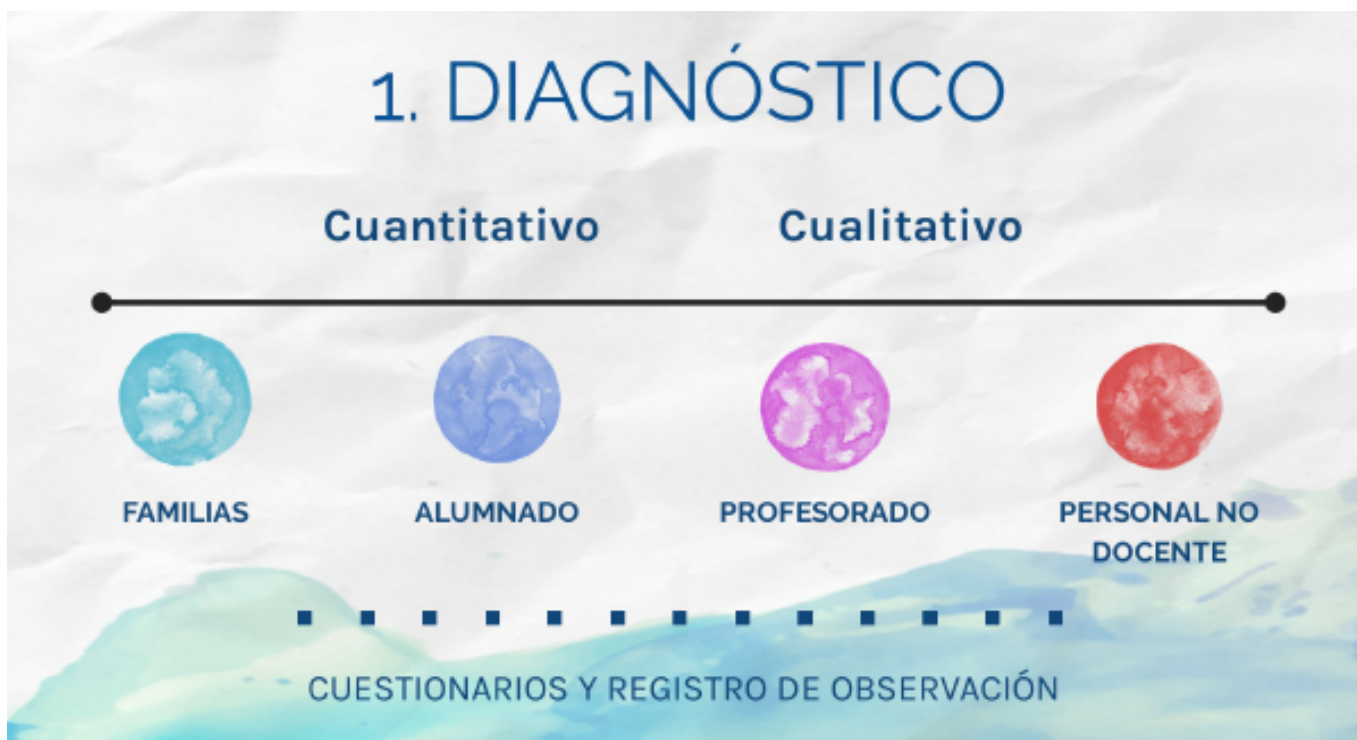 1. DIAGNÓSTICO
Cuantitativo Cualitativo
FAMILIAS ALUMNADO PROFESORADO PERSONAL NO
DOCENTE
CUESTIONARIOS Y REGISTRO DE OBSERVACIÓN